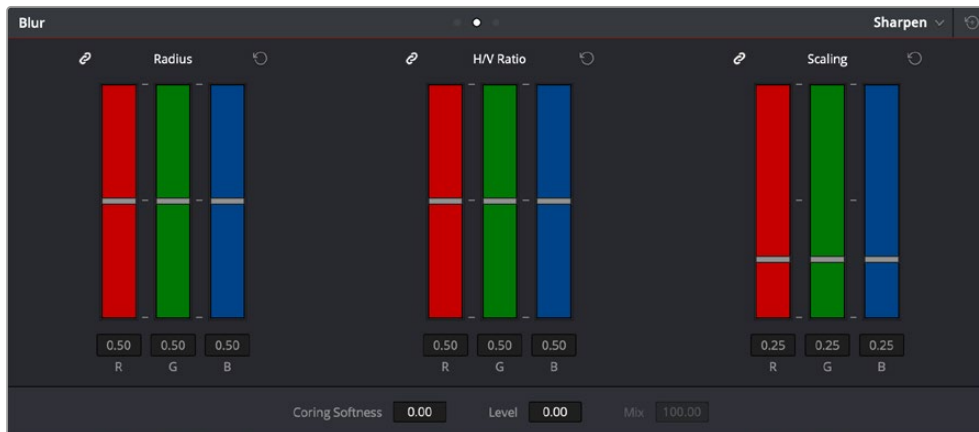 Blur Sharpen
Radius H/V Ratio Scaling
0.50 0.50 0.50 0.50 0.50 0.50 0.25 0.25 0.25
R G B R G B R G B
Coring Softness 0.00 Level 0.00 Mix 100.00